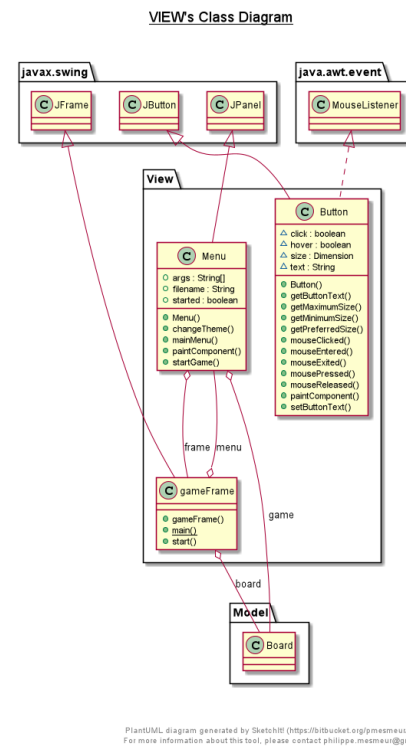 VIEW's Class Diagram
javax.swing
java.awt.event
C JFrame
C JButton
C JPanel
C MouseListener
View
C Button
click : boolean
hover : boolean
size : Dimension
text : String
Button()
getButtonText()
getMaximumSize()
getMinimumSize()
getPreferredSize()
mouseClicked()
mouseEntered()
mouseExited()
mousePressed()
mouseReleased()
paintComponent()
setButtonText()
C Menu
args : String[]
filename : String
started : boolean
Menu()
changeTheme()
mainMenu()
paintComponent()
startGame()
frame
menu
C gameFrame
gameFrame()
main()
start()
game
board
Model
C Board
PlantUML diagram generated by SketchIt! (https://bitbucket.org/pmesmeur
For more information about this tool, please contact philippe.mesmeur@